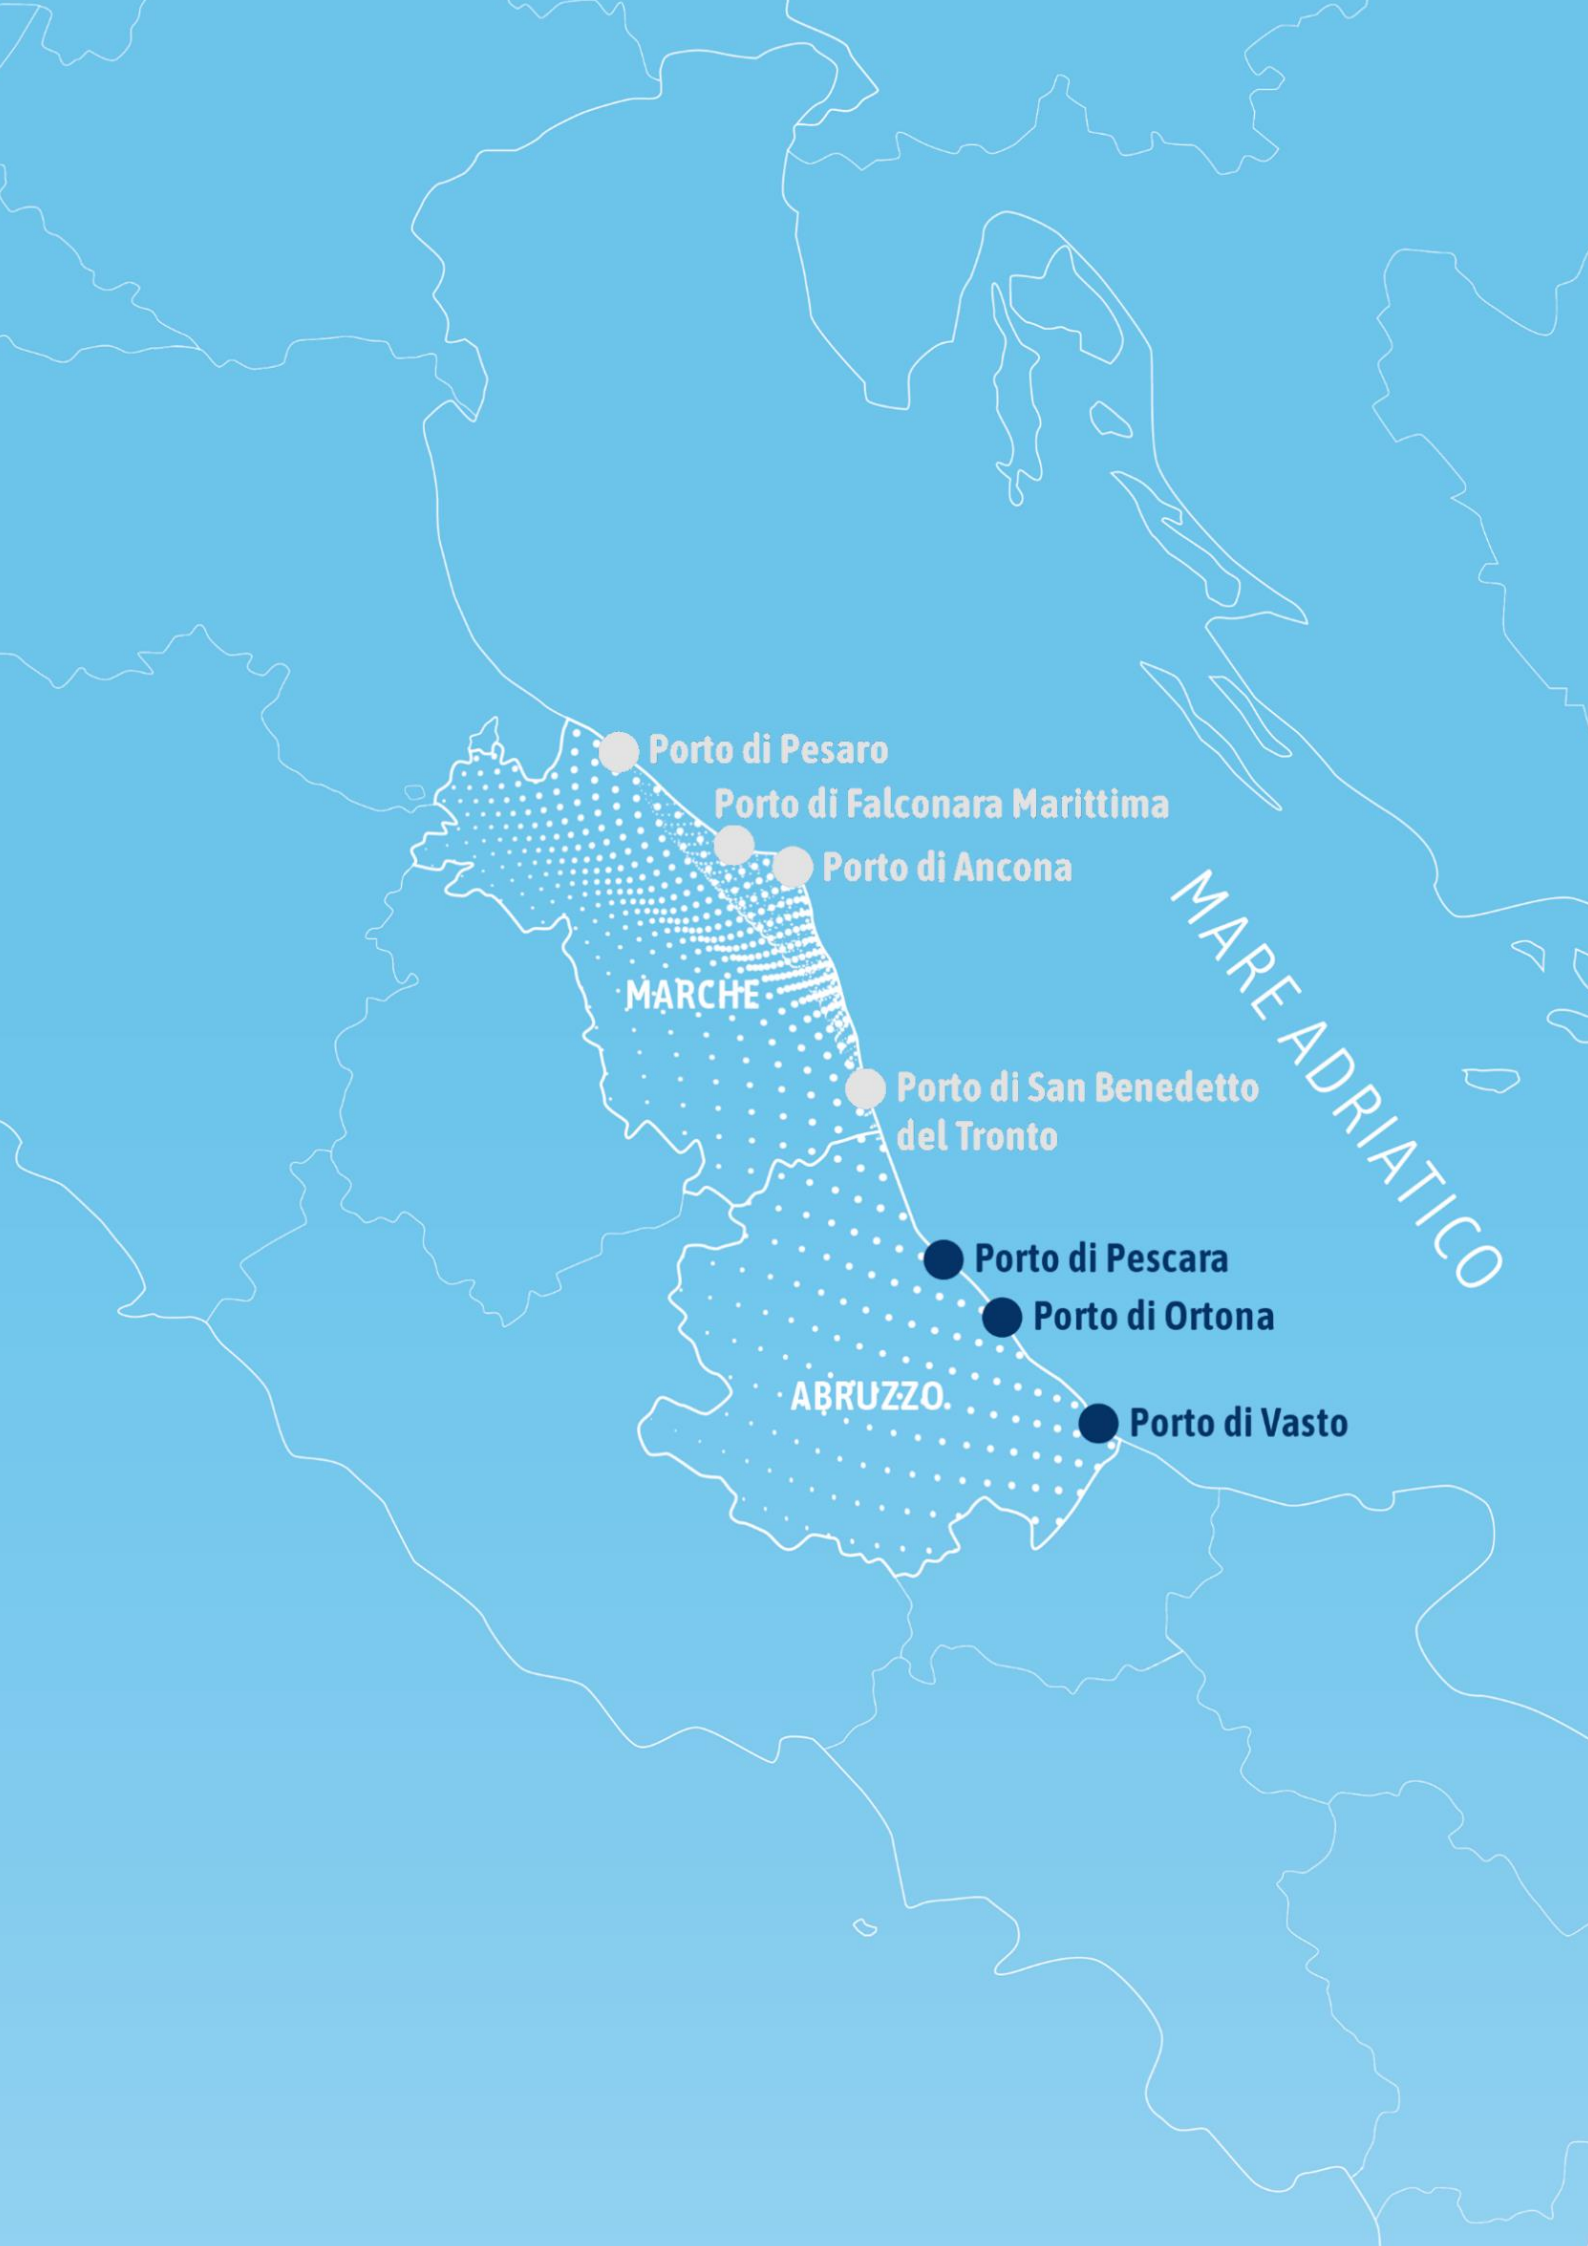 Porto di Pesaro
Porto di Falconara Marittima
Porto di Ancona
MARE ADRIATICO
MARCHE
Porto di San Benedetto
del Tronto
Porto di Pescara
Porto di Ortona
ABRUZZO
Porto di Vasto